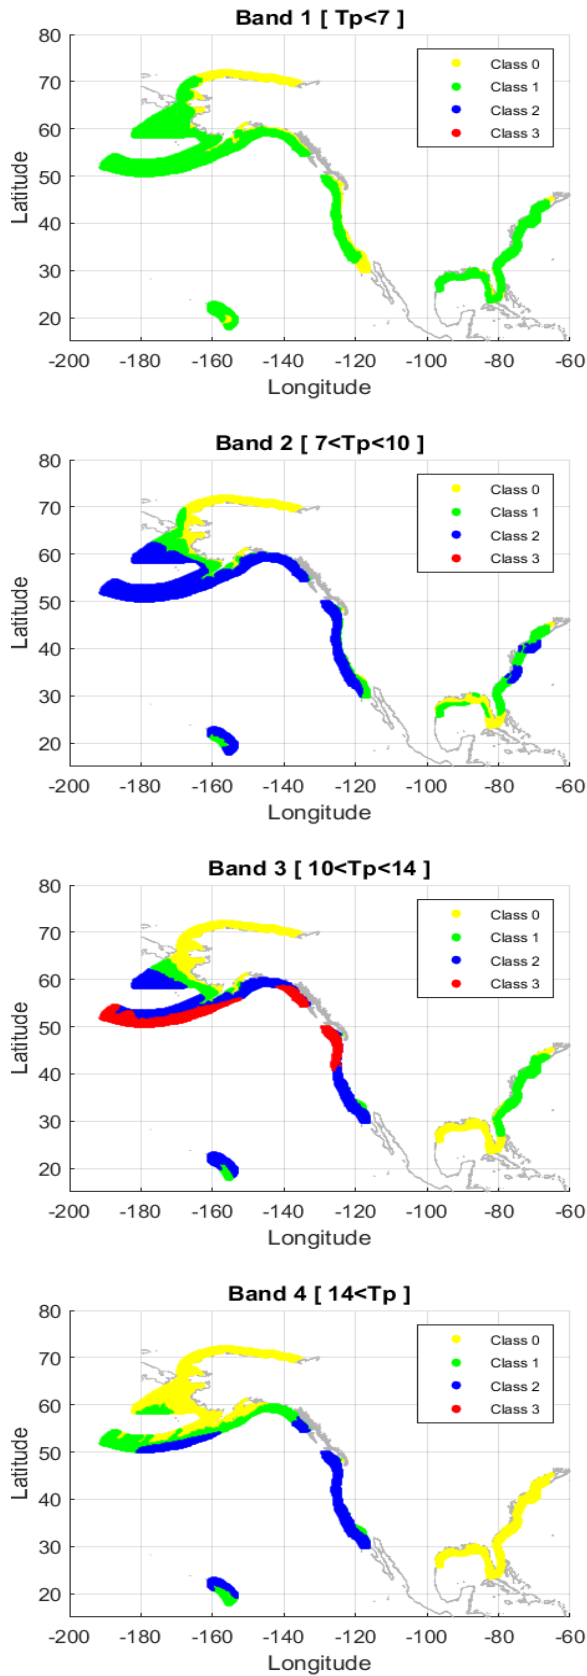 Band 1 [ Tp<7 ]
80
70
60
50
40
30
20
Latitude
Class 0
Class 1
Class 2
Class 3
-200 -180 -160 -140 -120 -100 -80 -60
Longitude
Band 2 [ 7<Tp<10 ]
80
70
60
50
40
30
20
Latitude
Class 0
Class 1
Class 2
Class 3
-200 -180 -160 -140 -120 -100 -80 -60
Longitude
Band 3 [ 10<Tp<14 ]
80
70
60
50
40
30
20
Latitude
Class 0
Class 1
Class 2
Class 3
-200 -180 -160 -140 -120 -100 -80 -60
Longitude
Band 4 [ 14<Tp ]
80
70
60
50
40
30
20
Latitude
Class 0
Class 1
Class 2
Class 3
-200 -180 -160 -140 -120 -100 -80 -60
Longitude